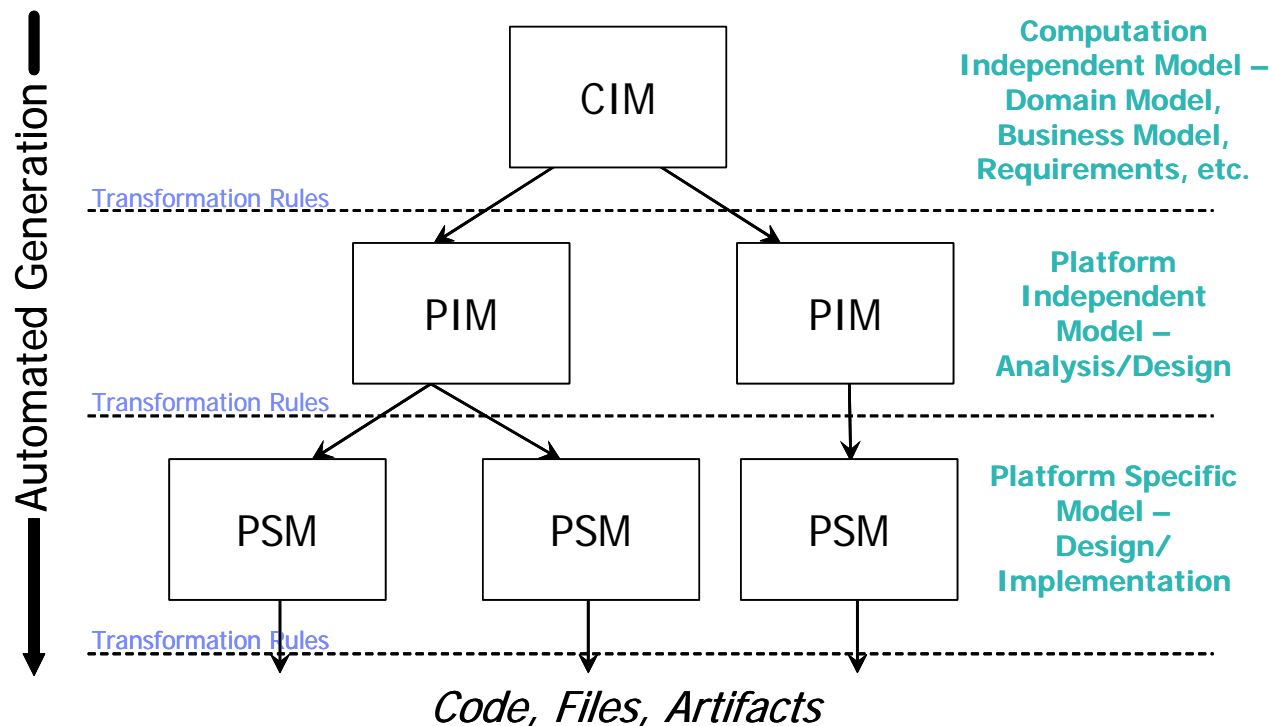 Automated Generation
CIM
Computation
Independent Model –
Domain Model,
Business Model,
Requirements, etc.
Transformation Rules
PIM
PIM
Platform
Independent
Model –
Analysis/Design
Transformation Rules
PSM
PSM
PSM
Platform Specific
Model –
Design/
Implementation
Transformation Rules
Code, Files, Artifacts